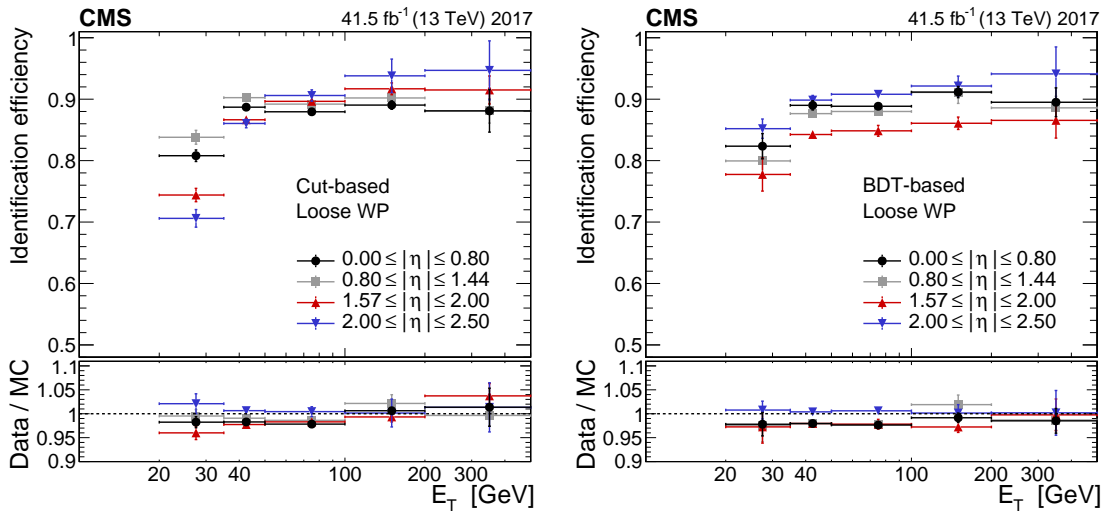 CMS 41.5 fb⁻¹ (13 TeV) 2017
Identification efficiency
1
0.9
0.8
0.7
0.6
0.5
Cut-based
Loose WP
0.00 ≤ |η| ≤ 0.80
0.80 ≤ |η| ≤ 1.44
1.57 ≤ |η| ≤ 2.00
2.00 ≤ |η| ≤ 2.50
Data / MC
1.1
1.05
1
0.95
0.9
20 30 40 100 200 300
E_T [GeV]
CMS 41.5 fb⁻¹ (13 TeV) 2017
Identification efficiency
1
0.9
0.8
0.7
0.6
0.5
BDT-based
Loose WP
0.00 ≤ |η| ≤ 0.80
0.80 ≤ |η| ≤ 1.44
1.57 ≤ |η| ≤ 2.00
2.00 ≤ |η| ≤ 2.50
Data / MC
1.1
1.05
1
0.95
0.9
20 30 40 100 200 300
E_T [GeV]